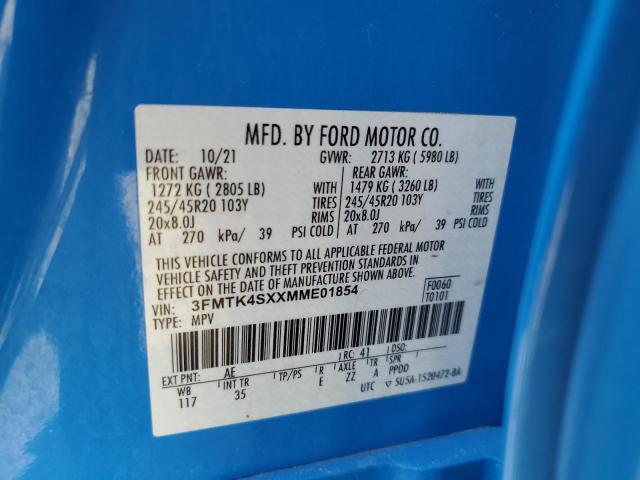 MFD. BY FORD MOTOR CO.
DATE: 10/21 GVWR: 2713 KG ( 5980 LB)
FRONT GAWR: REAR GAWR:
1272 KG ( 2805 LB) WITH 1479 KG ( 3260 LB) WITH
245/45R20 103Y TIRES 245/45R20 103Y TIRES
20x8.0J RIMS 20x8.0J RIMS
AT 270 kPa/ 39 PSI COLD AT 270 kPa/ 39 PSI COLD
THIS VEHICLE CONFORMS TO ALL APPLICABLE FEDERAL MOTOR
VEHICLE SAFETY AND THEFT PREVENTION STANDARDS IN
EFFECT ON THE DATE OF MANUFACTURE SHOWN ABOVE.
VIN: 3FMTK4SXXMME01854 F0060
TYPE: MPV T0101
EXT PNT: AE RC: 41 DSO:
WB INT TR TP/PS R AXLE TR SPR
117 35 E ZZ A PPDD
UTC SU5A-1520472-BA